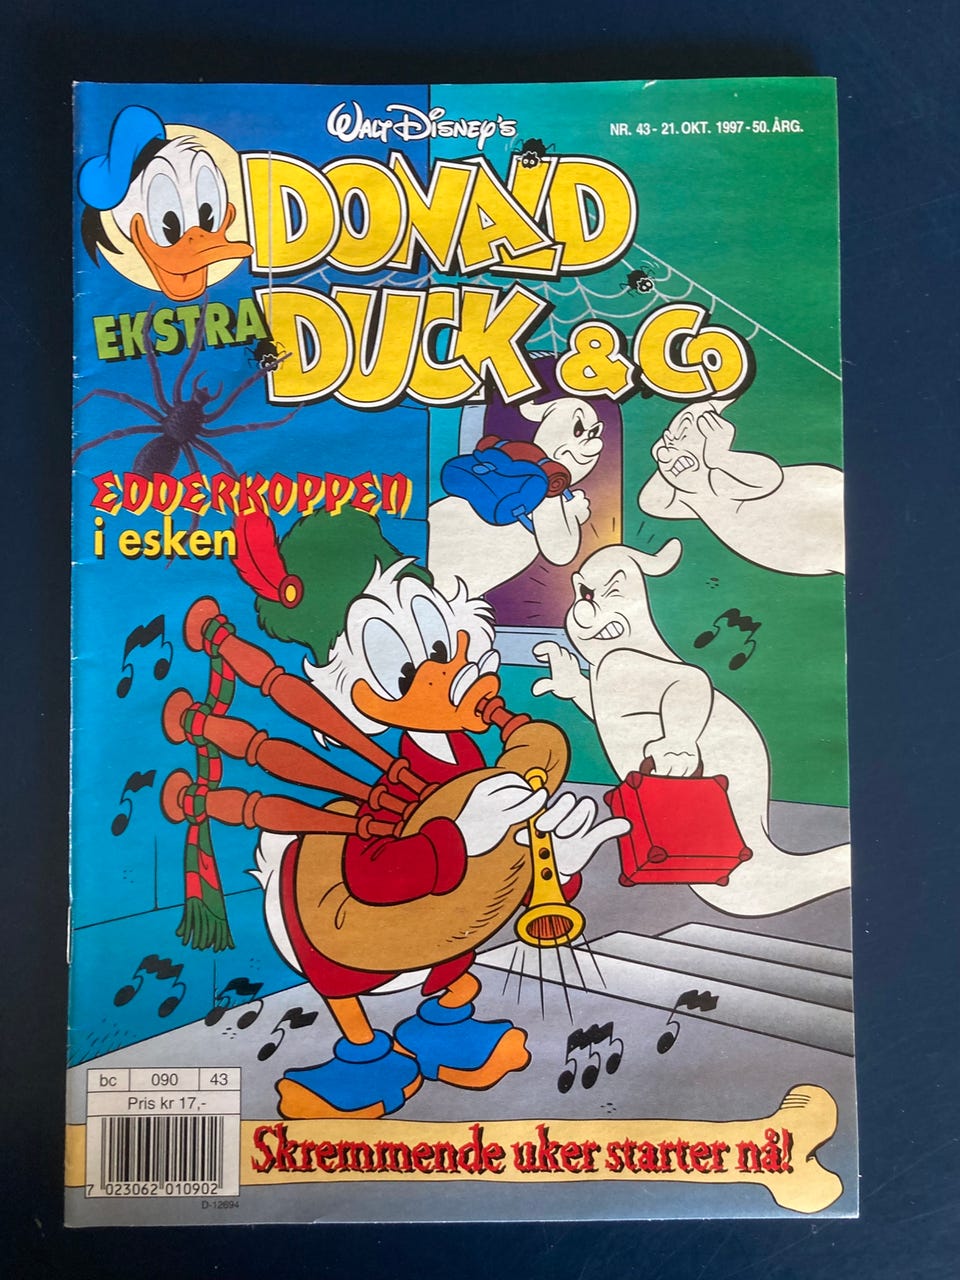 Walt Disney's
NR. 43 - 21. OKT. 1997 - 50. ÅRG.
DONALD
DUCK & Co
EKSTRA
EDDERKOPPEN
i esken
bc 090 43
Pris kr 17,-
7 023062 010902
D-12694
Skremmende uker starter nå!